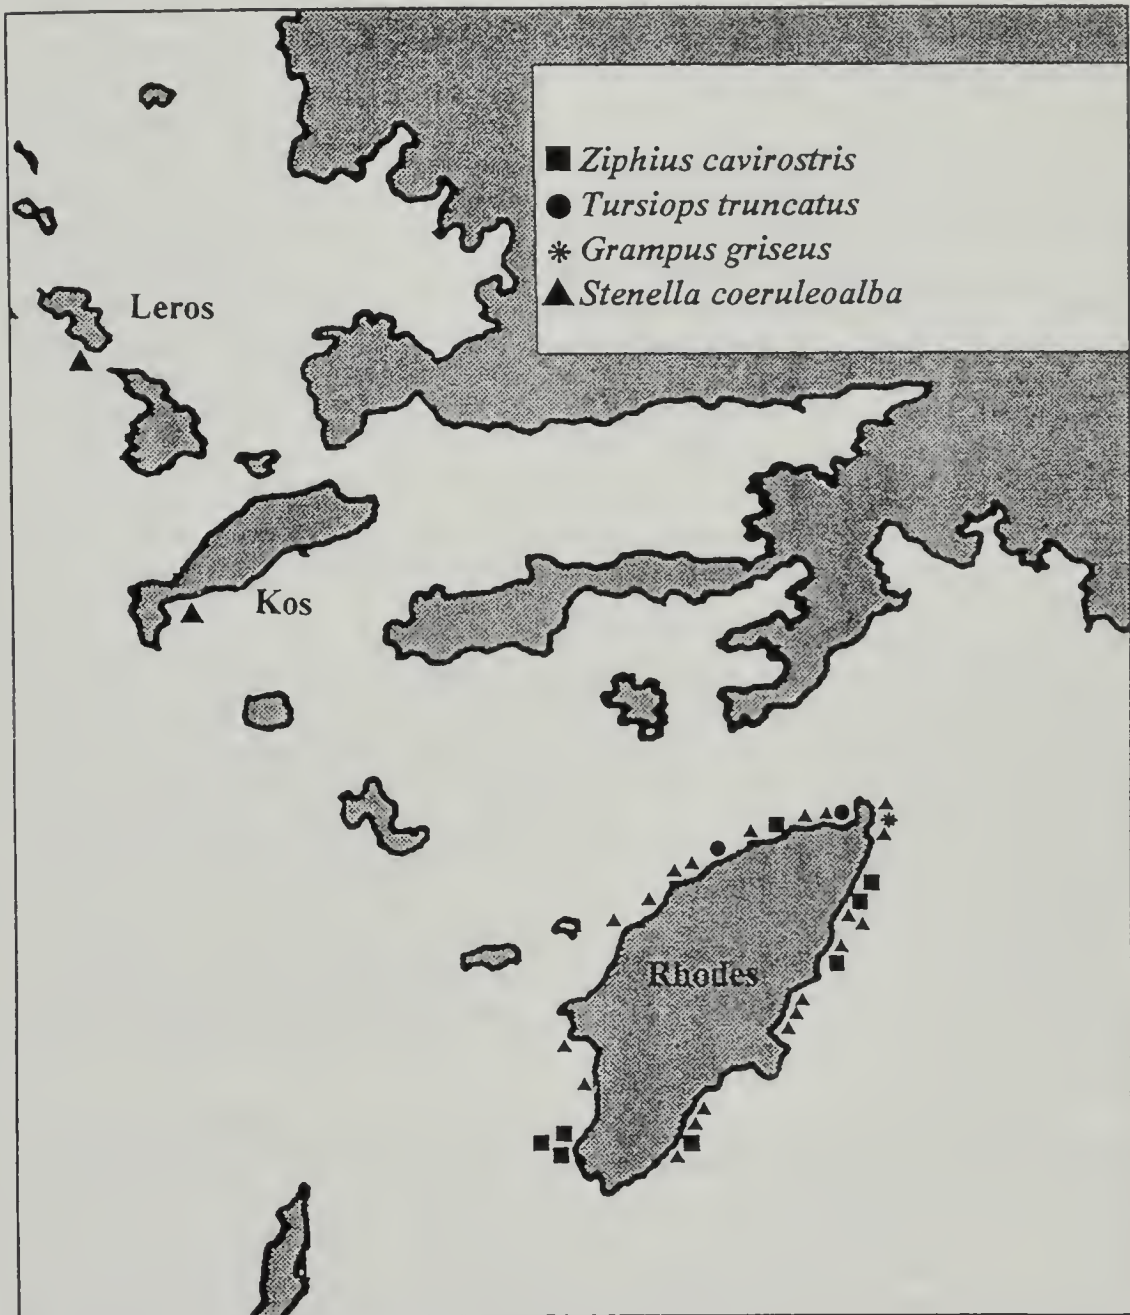 Ziphius cavirostris
Tursiops truncatus
Grampus griseus
Stenella coeruleoalba
Leros
Kos
Rhodes